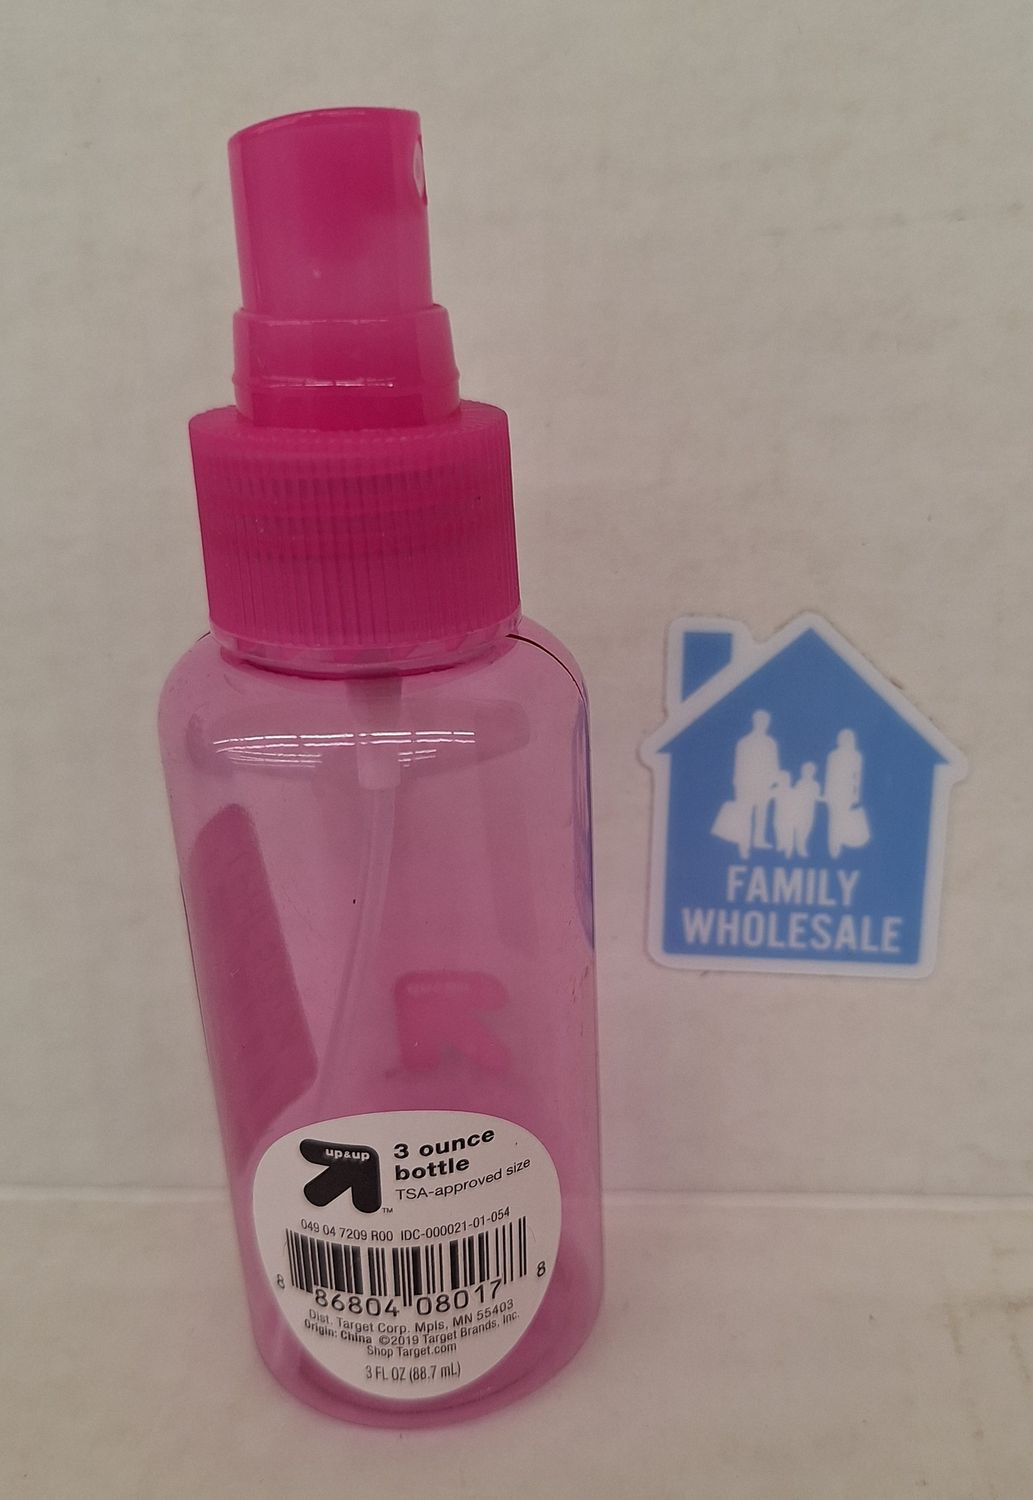 FAMILY
WHOLESALE
up&up
TM
3 ounce
bottle
TSA-approved size
049 04 7209 R00 IDC-000021-01-054
8 86804 08017 8
Dist. Target Corp. Mpls, MN 55403
Origin: China ©2019 Target Brands, Inc.
Shop Target.com
3 FL OZ (88.7 mL)